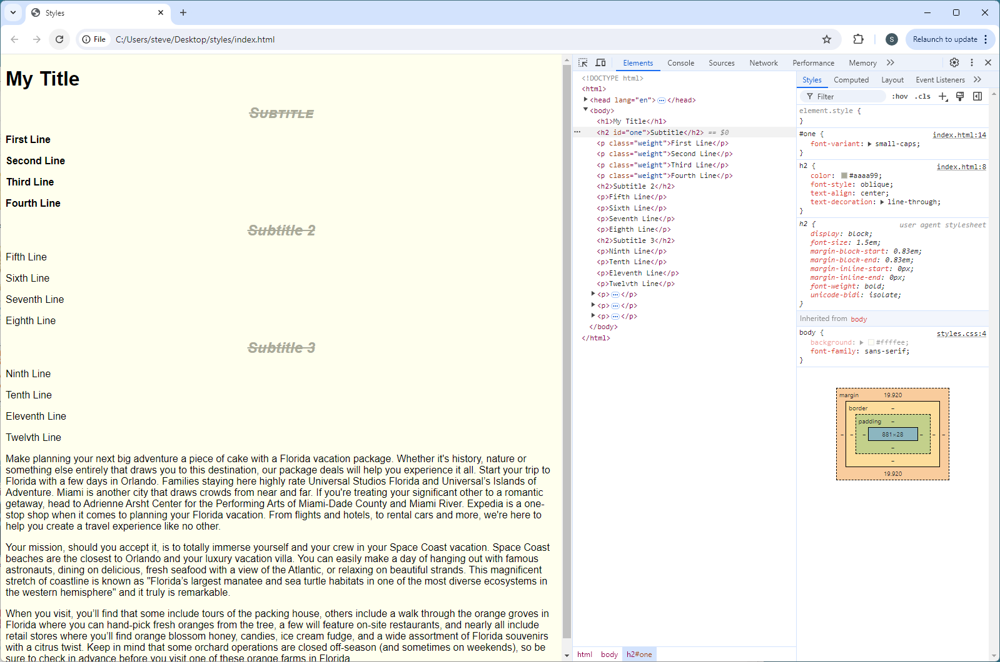 Styles
File
C:/Users/steve/Desktop/styles/index.html
S
Relaunch to update
My Title
Subtitle
First Line
Second Line
Third Line
Fourth Line
Subtitle 2
Fifth Line
Sixth Line
Seventh Line
Eighth Line
Subtitle 3
Ninth Line
Tenth Line
Eleventh Line
Twelvth Line
Make planning your next big adventure a piece of cake with a Florida vacation package. Whether it's history, nature or
something else entirely that draws you to this destination, our package deals will help you experience it all. Start your trip to
Florida with a few days in Orlando. Families staying here highly rate Universal Studios Florida and Universal's Islands of
Adventure. Miami is another city that draws crowds from near and far. If you're treating your significant other to a romantic
getaway, head to Adrienne Arsht Center for the Performing Arts of Miami-Dade County and Miami River. Expedia is a one-
stop shop when it comes to planning your Florida vacation. From flights and hotels, to rental cars and more, we're here to
help you create a travel experience like no other.
Your mission, should you accept it, is to totally immerse yourself and your crew in your Space Coast vacation. Space Coast
beaches are the closest to Orlando and your luxury vacation villa. You can easily make a day of hanging out with famous
astronauts, dining on delicious, fresh seafood with a view of the Atlantic, or relaxing on beautiful strands. This magnificent
stretch of coastline is known as "Florida’s largest manatee and sea turtle habitats in one of the most diverse ecosystems in
the western hemisphere" and it truly is remarkable.
When you visit, you’ll find that some include tours of the packing house, others include a walk through the orange groves in
Florida where you can hand-pick fresh oranges from the tree, a few will feature on-site restaurants, and nearly all include
retail stores where you’ll find orange blossom honey, candies, ice cream fudge, and a wide assortment of Florida souvenirs
with a citrus twist. Keep in mind that some orchard operations are closed off-season (and sometimes on weekends), so be
sure to check in advance before you visit one of these orange farms in Florida
Elements Console Sources Network Performance Memory
<!DOCTYPE html>
<html>
<head lang="en"> ··· </head>
<body>
<h1>My Title</h1>
··· <h2 id="one">Subtitle</h2> == $0
<p class="weight">First Line</p>
<p class="weight">Second Line</p>
<p class="weight">Third Line</p>
<p class="weight">Fourth Line</p>
<h2>Subtitle 2</h2>
<p>Fifth Line</p>
<p>Sixth Line</p>
<p>Seventh Line</p>
<p>Eighth Line</p>
<h2>Subtitle 3</h2>
<p>Ninth Line</p>
<p>Tenth Line</p>
<p>Eleventh Line</p>
<p>Twelvth Line</p>
<p> ··· </p>
<p> ··· </p>
<p> ··· </p>
</body>
</html>
html body h2#one
Styles Computed Layout Event Listeners
Filter :hov .cls
element.style {
}
#one { index.html:14
font-variant: small-caps;
}
h2 { index.html:8
color: #aaaa99;
font-style: oblique;
text-align: center;
text-decoration: line-through;
}
h2 { user agent stylesheet
display: block;
font-size: 1.5em;
margin-block-start: 0.83em;
margin-block-end: 0.83em;
margin-inline-start: 0px;
margin-inline-end: 0px;
font-weight: bold;
unicode-bidi: isolate;
}
Inherited from body
body { styles.css:4
background: #ffffee;
font-family: sans-serif;
}
margin 19.920
border –
padding –
– – – 881×28 – – –
–
–
19.920